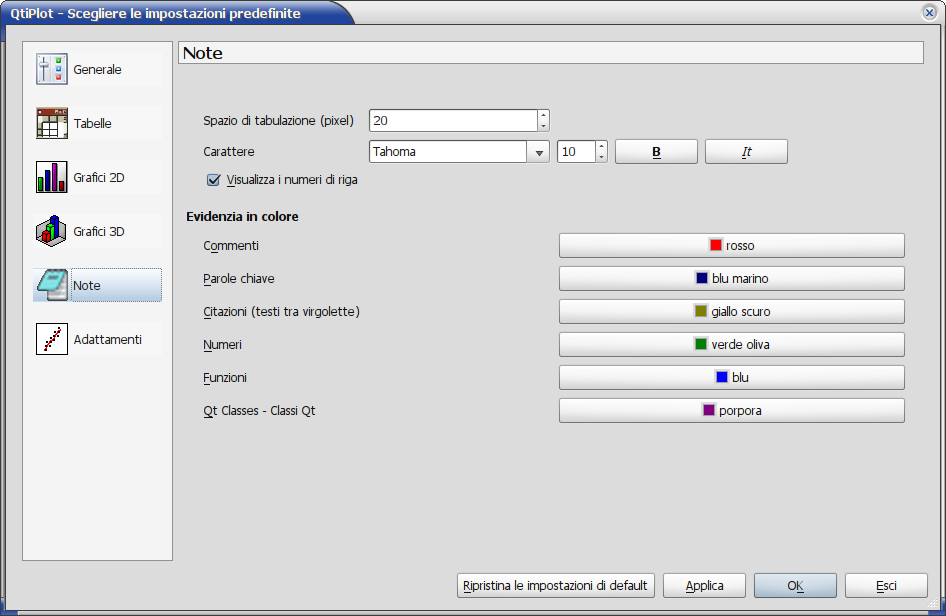 QtiPlot - Scegliere le impostazioni predefinite
Generale
Tabelle
Grafici 2D
Grafici 3D
Note
Adattamenti
Note
Spazio di tabulazione (pixel) 20
Carattere Tahoma 10 B It
Visualizza i numeri di riga
Evidenzia in colore
Commenti rosso
Parole chiave blu marino
Citazioni (testi tra virgolette) giallo scuro
Numeri verde oliva
Funzioni blu
Qt Classes - Classi Qt porpora
Ripristina le impostazioni di default Applica OK Esci